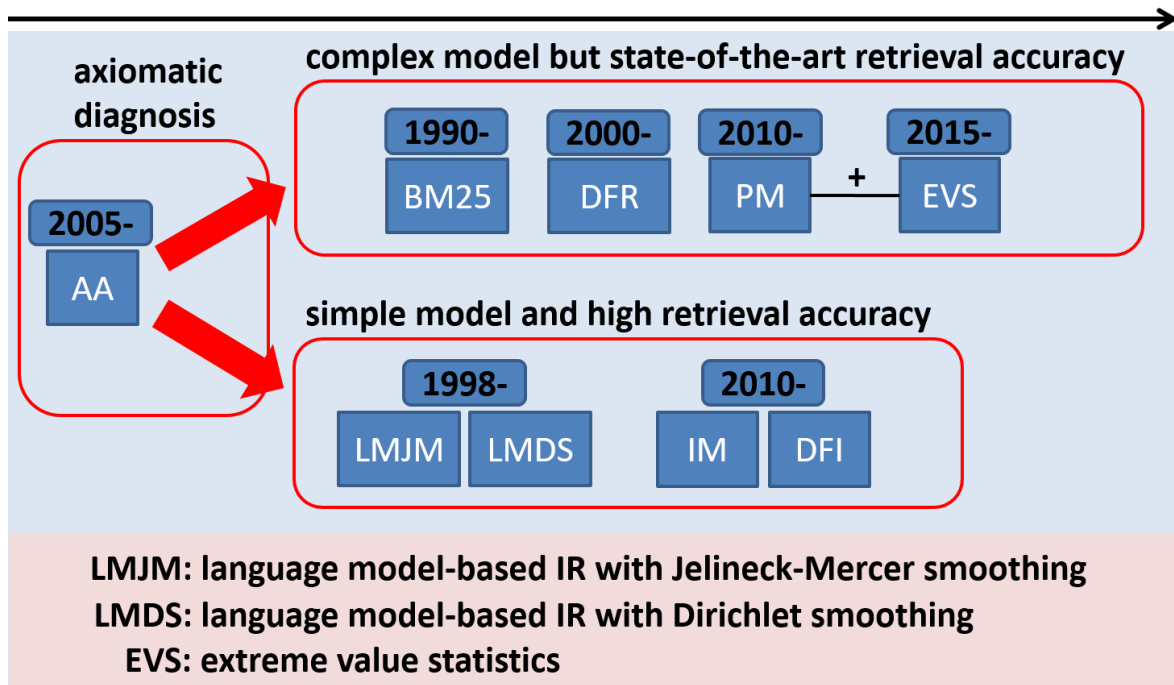 axiomatic
diagnosis
2005-
AA
complex model but state-of-the-art retrieval accuracy
1990- 2000- 2010- 2015-
BM25 DFR PM + EVS
simple model and high retrieval accuracy
1998- 2010-
LMJM LMDS IM DFI
LMJM: language model-based IR with Jelineck-Mercer smoothing
LMDS: language model-based IR with Dirichlet smoothing
EVS: extreme value statistics